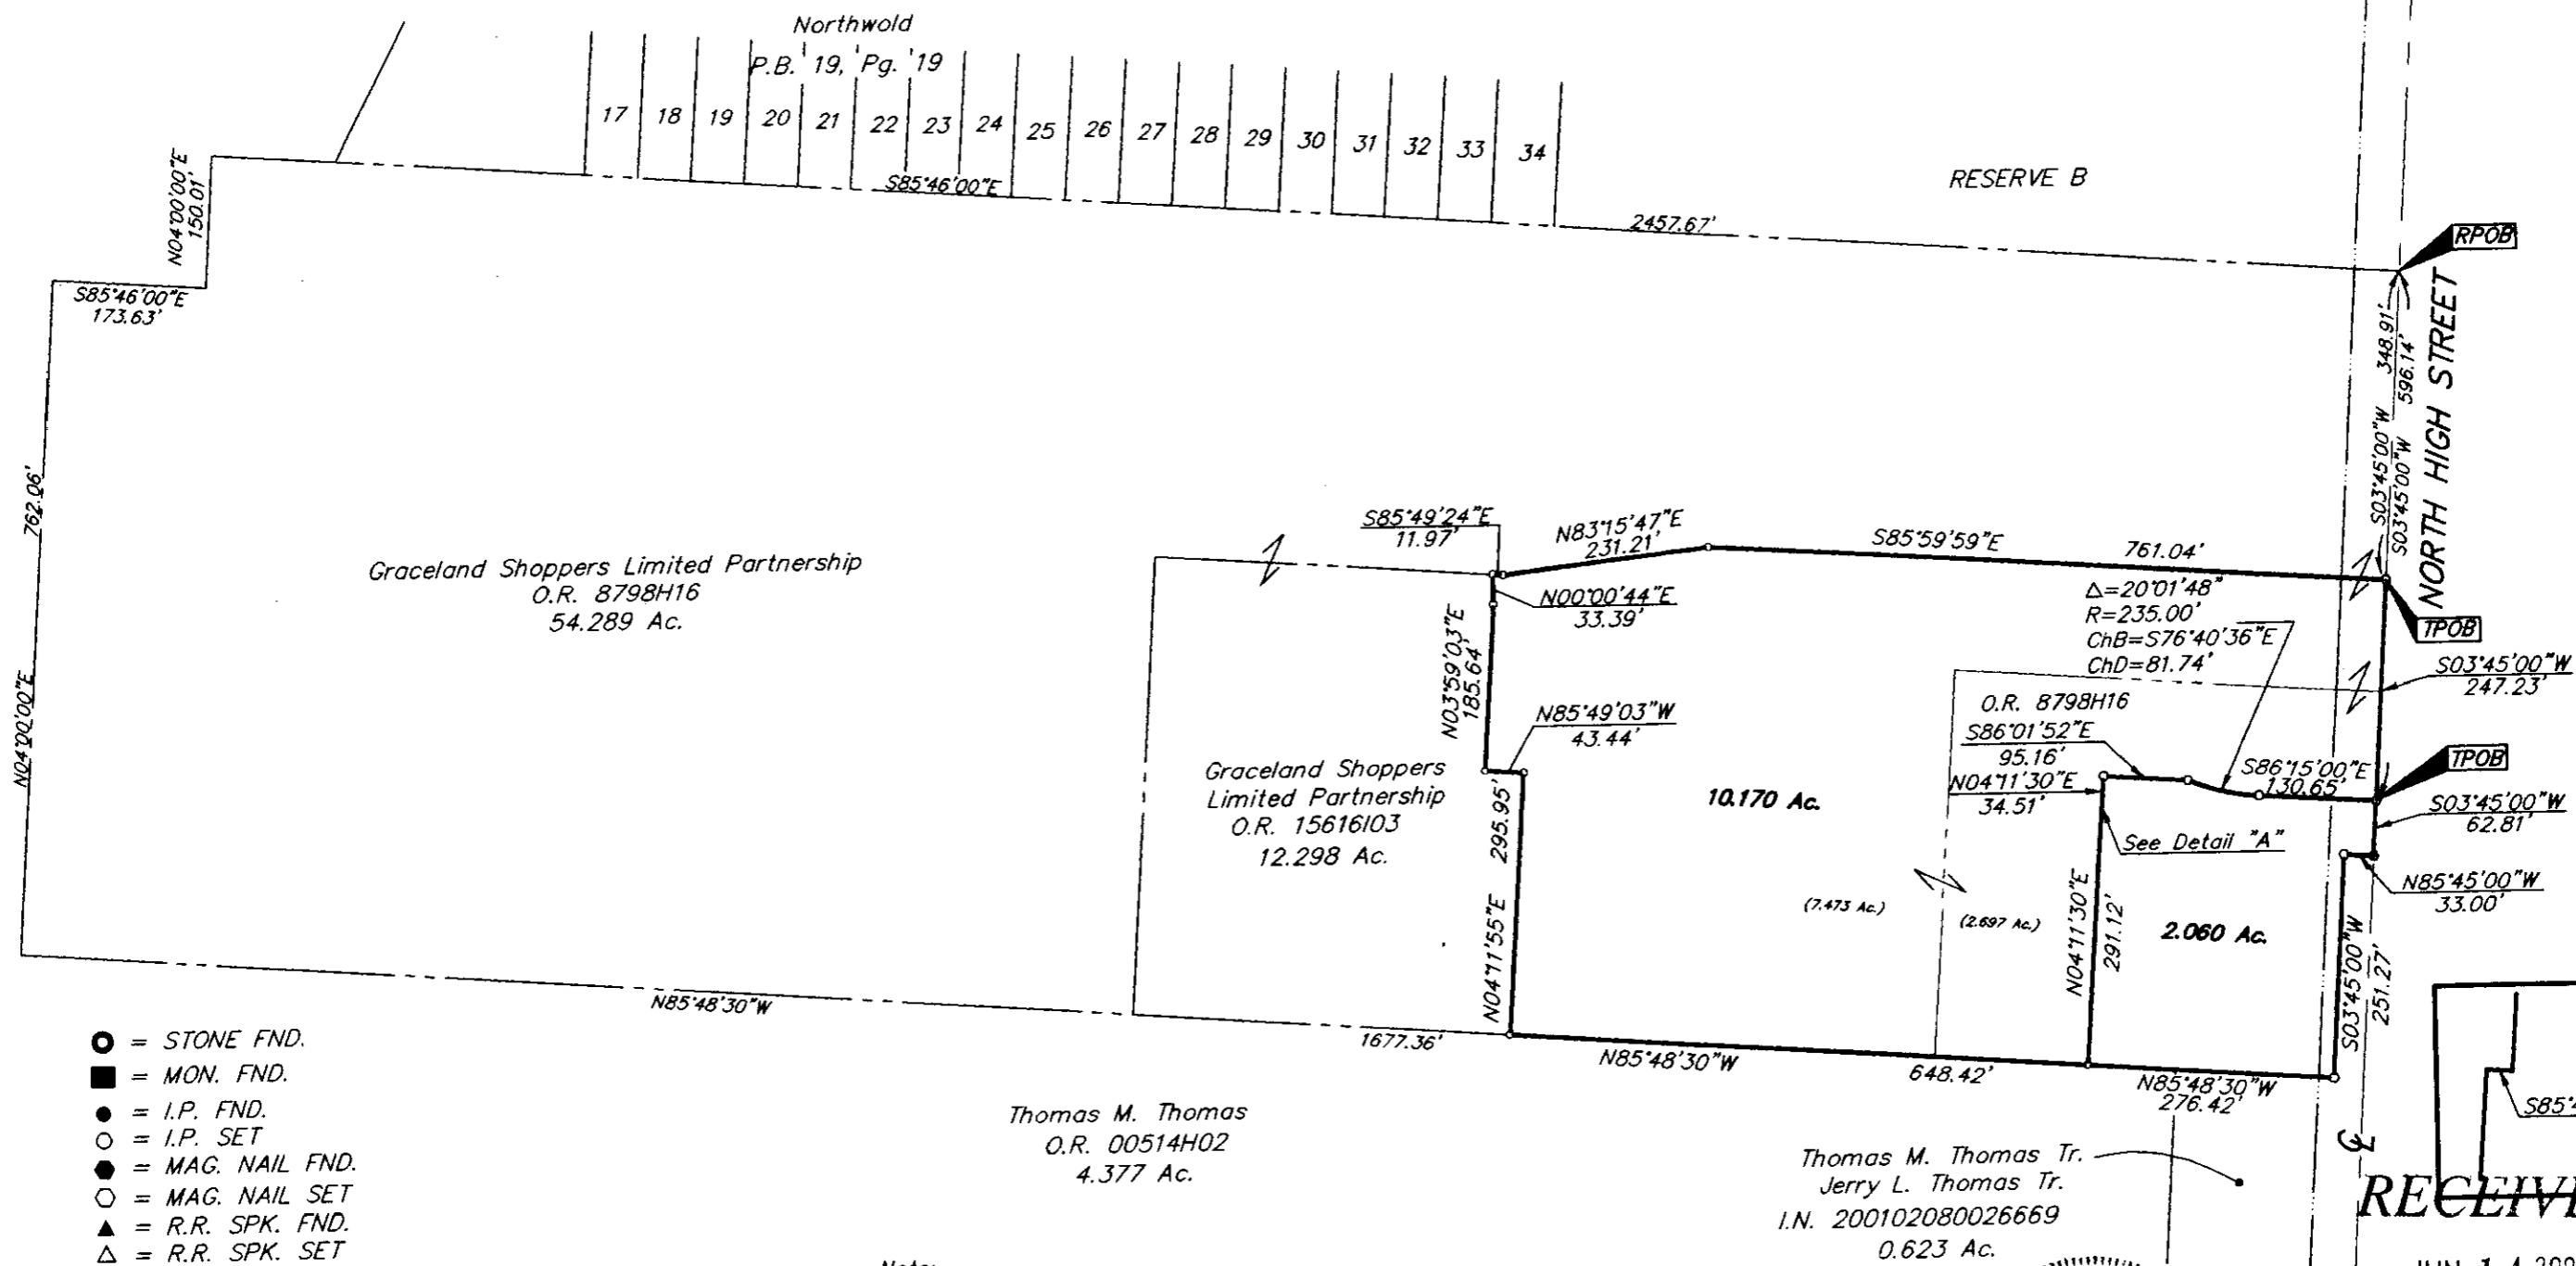 Northwold
P.B. 19, Pg. 19
17 18 19 20 21 22 23 24 25 26 27 28 29 30 31 32 33 34
S85°46'00"E
2457.67'
RESERVE B
RPOB
N04°00'00"E
150.01'
S85°46'00"E
173.63'
762.06'
N04°00'00"E
S03°45'00"W 348.91'
S03°45'00"W 596.14'
NORTH HIGH STREET
Graceland Shoppers Limited Partnership
O.R. 8798H16
54.289 Ac.
S85°49'24"E
11.97'
N83°15'47"E
231.21'
S85°59'59"E
761.04'
N00°00'44"E
33.39'
Δ=20°01'48"
R=235.00'
ChB=S76°40'36"E
ChD=81.74'
TPOB
S03°45'00"W
247.23'
N03°59'03"E
185.64'
N85°49'03"W
43.44'
O.R. 8798H16
S86°01'52"E
95.16'
N04°11'30"E
34.51'
S86°15'00"E
130.65'
TPOB
S03°45'00"W
62.81'
Graceland Shoppers
Limited Partnership
O.R. 15616I03
12.298 Ac.
10.170 Ac.
See Detail "A"
N85°45'00"W
33.00'
N04°11'55"E 295.95'
(7.473 Ac.)
(2.697 Ac.)
N04°11'30"E
291.12'
2.060 Ac.
S03°45'00"W
251.27'
N85°48'30"W
1677.36'
N85°48'30"W
648.42'
N85°48'30"W
276.42'
= STONE FND.
= MON. FND.
= I.P. FND.
= I.P. SET
= MAG. NAIL FND.
= MAG. NAIL SET
= R.R. SPK. FND.
= R.R. SPK. SET
Thomas M. Thomas
O.R. 00514H02
4.377 Ac.
Thomas M. Thomas Tr.
Jerry L. Thomas Tr.
I.N. 200102080026669
0.623 Ac.
S85°4
RECEIVE